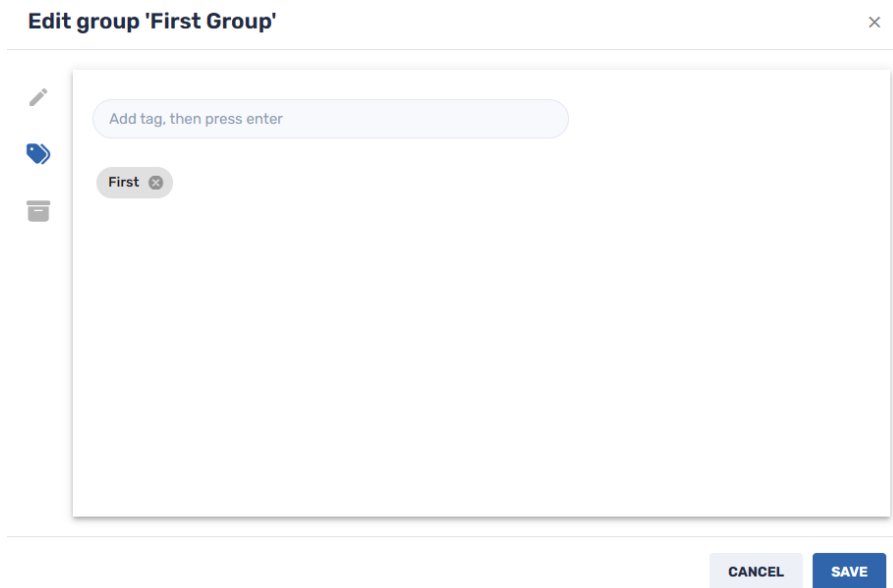 Edit group 'First Group'
Add tag, then press enter
First
CANCEL SAVE